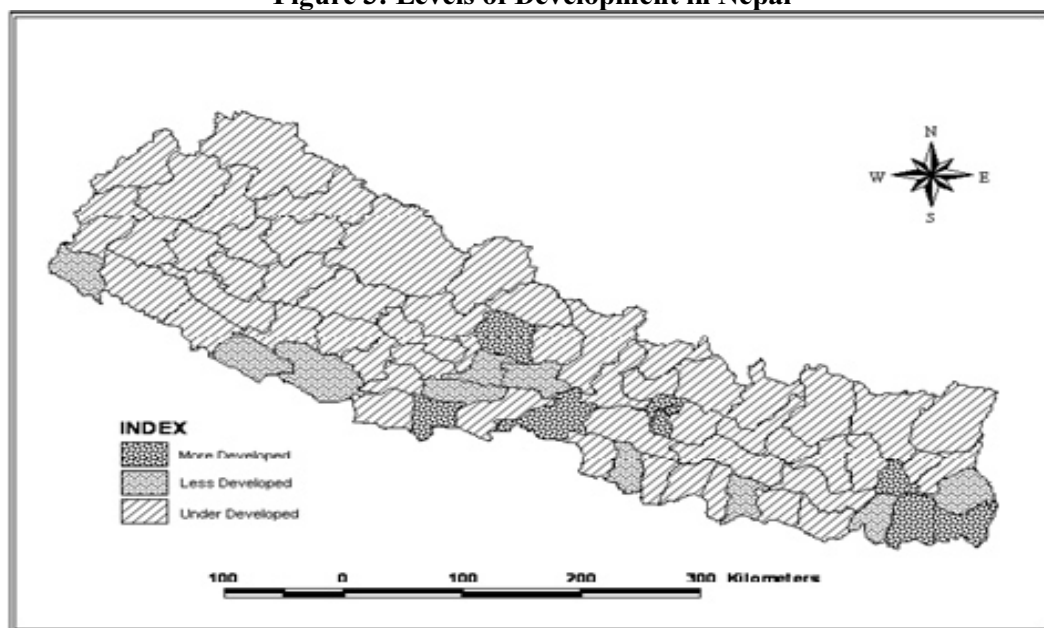 Figure 3: Levels of Development in Nepal
N
W E
S
INDEX
More Developed
Less Developed
Under Developed
100 0 100 200 300 Kilometers